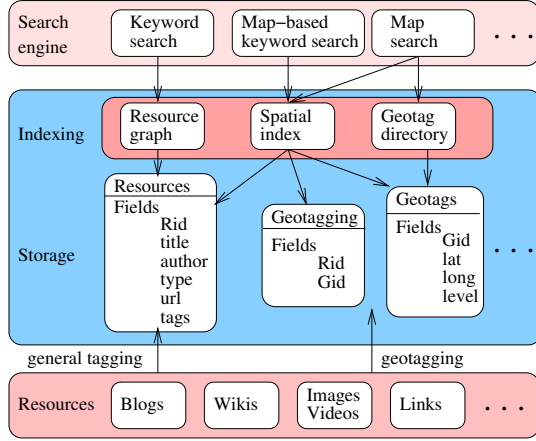 Search
engine
Keyword
search
Map-based
keyword search
Map
search
. . .
Indexing
Resource
graph
Spatial
index
Geotag
directory
Storage
Resources
Fields
Rid
title
author
type
url
tags
Geotagging
Fields
Rid
Gid
Geotags
Fields
Gid
lat
long
level
. . .
general tagging
geotagging
Resources
Blogs
Wikis
Images
Videos
Links
. . .